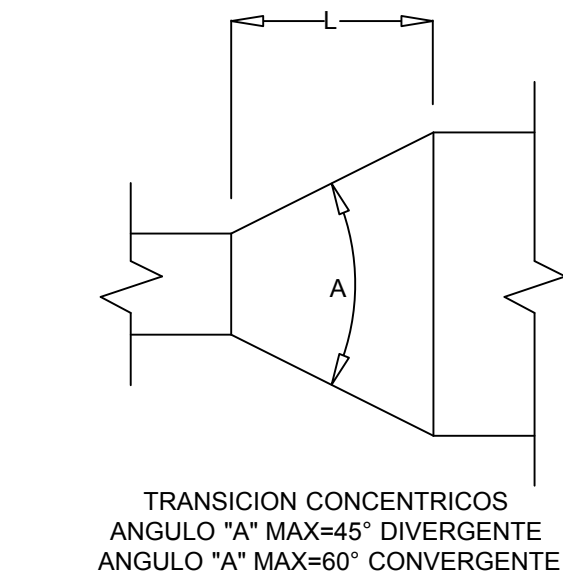 L
A
TRANSICION CONCENTRICOS
ANGULO "A" MAX=45° DIVERGENTE
ANGULO "A" MAX=60° CONVERGENTE